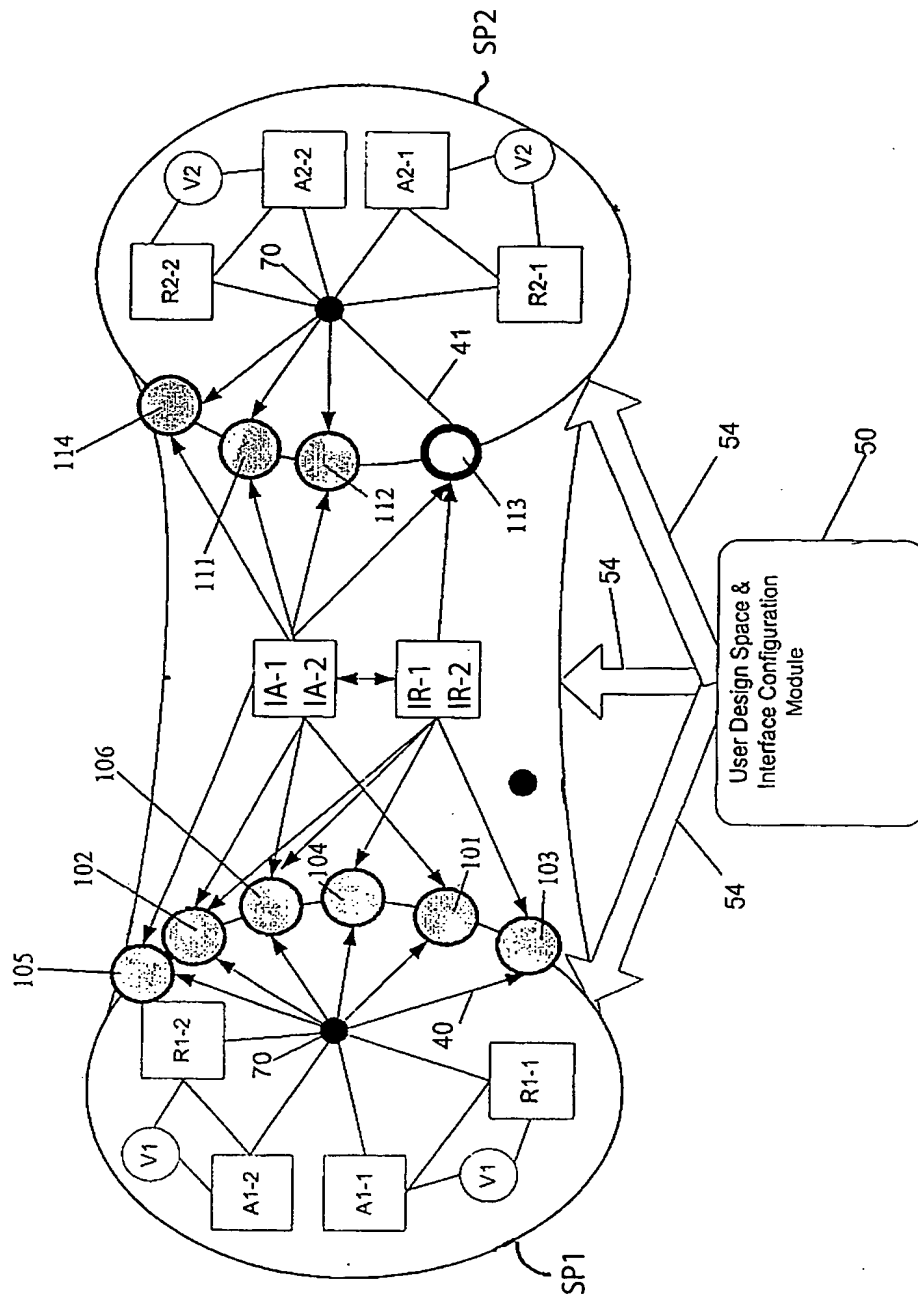 SP2
V2
R2-2
A2-2
A2-1
V2
R2-1
70
41
114
111
112
113
54
50
54
User Design Space &
Interface Configuration
Module
54
IA-1
IA-2
IR-1
IR-2
106
102
105
104
101
103
40
70
R1-2
V1
A1-2
A1-1
V1
R1-1
SP1